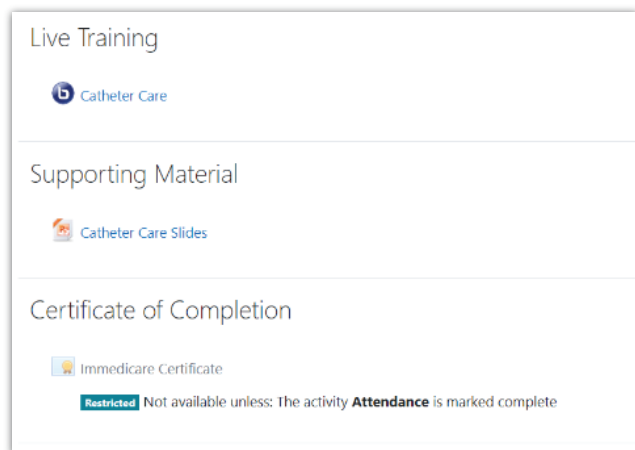 Live Training
b Catheter Care
Supporting Material
Catheter Care Slides
Certificate of Completion
Immedicare Certificate
Restricted Not available unless: The activity Attendance is marked complete